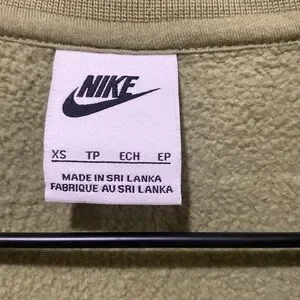 NIKE
XS TP ECH EP
MADE IN SRI LANKA
FABRIQUE AU SRI LANKA